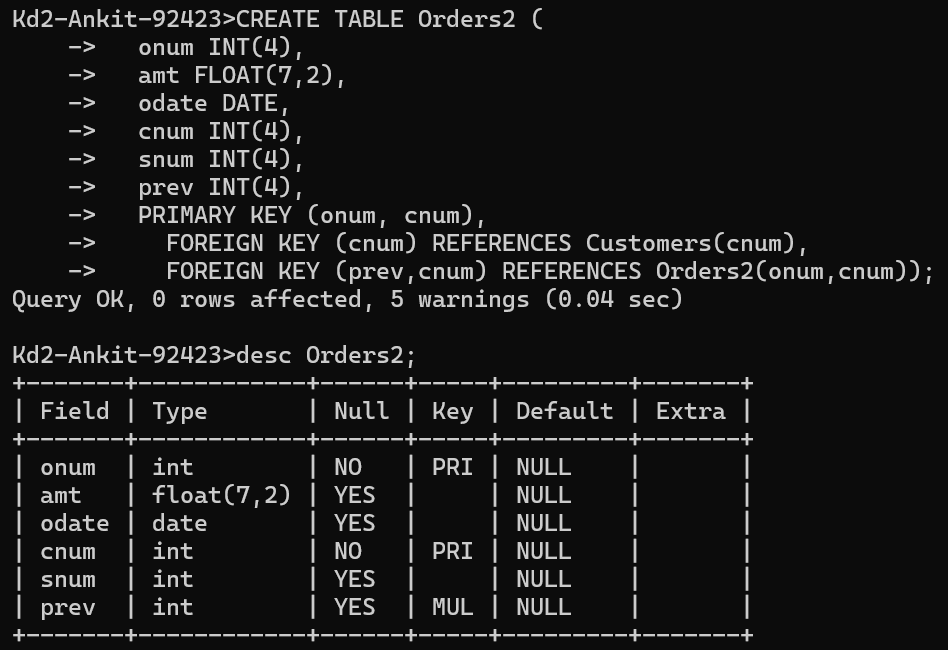 Kd2-Ankit-92423>CREATE TABLE Orders2 (
    ->   onum INT(4),
    ->   amt FLOAT(7,2),
    ->   odate DATE,
    ->   cnum INT(4),
    ->   snum INT(4),
    ->   prev INT(4),
    ->   PRIMARY KEY (onum, cnum),
    ->     FOREIGN KEY (cnum) REFERENCES Customers(cnum),
    ->     FOREIGN KEY (prev,cnum) REFERENCES Orders2(onum,cnum));
Query OK, 0 rows affected, 5 warnings (0.04 sec)

Kd2-Ankit-92423>desc Orders2;
+-------+------------+------+-----+---------+-------+
| Field | Type       | Null | Key | Default | Extra |
+-------+------------+------+-----+---------+-------+
| onum  | int        | NO   | PRI | NULL    |       |
| amt   | float(7,2) | YES  |     | NULL    |       |
| odate | date       | YES  |     | NULL    |       |
| cnum  | int        | NO   | PRI | NULL    |       |
| snum  | int        | YES  |     | NULL    |       |
| prev  | int        | YES  | MUL | NULL    |       |
+-------+------------+------+-----+---------+-------+